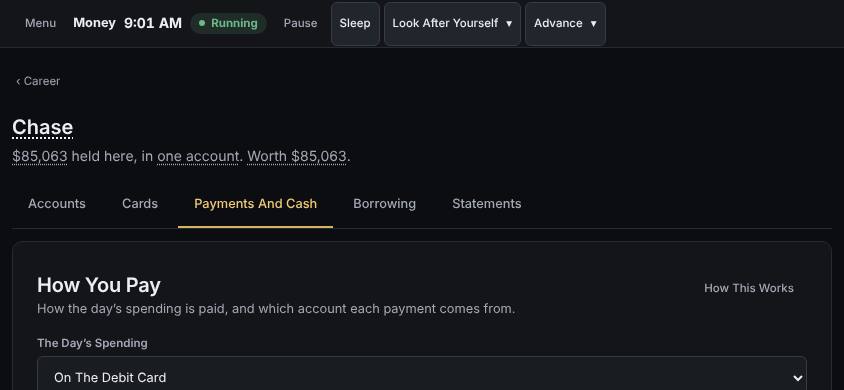 Menu Money 9:01 AM Running Pause Sleep Look After Yourself ▾ Advance ▾
‹ Career
Chase
$85,063 held here, in one account. Worth $85,063.
Accounts Cards Payments And Cash Borrowing Statements
How You Pay
How This Works
How the day's spending is paid, and which account each payment comes from.
The Day's Spending
On The Debit Card